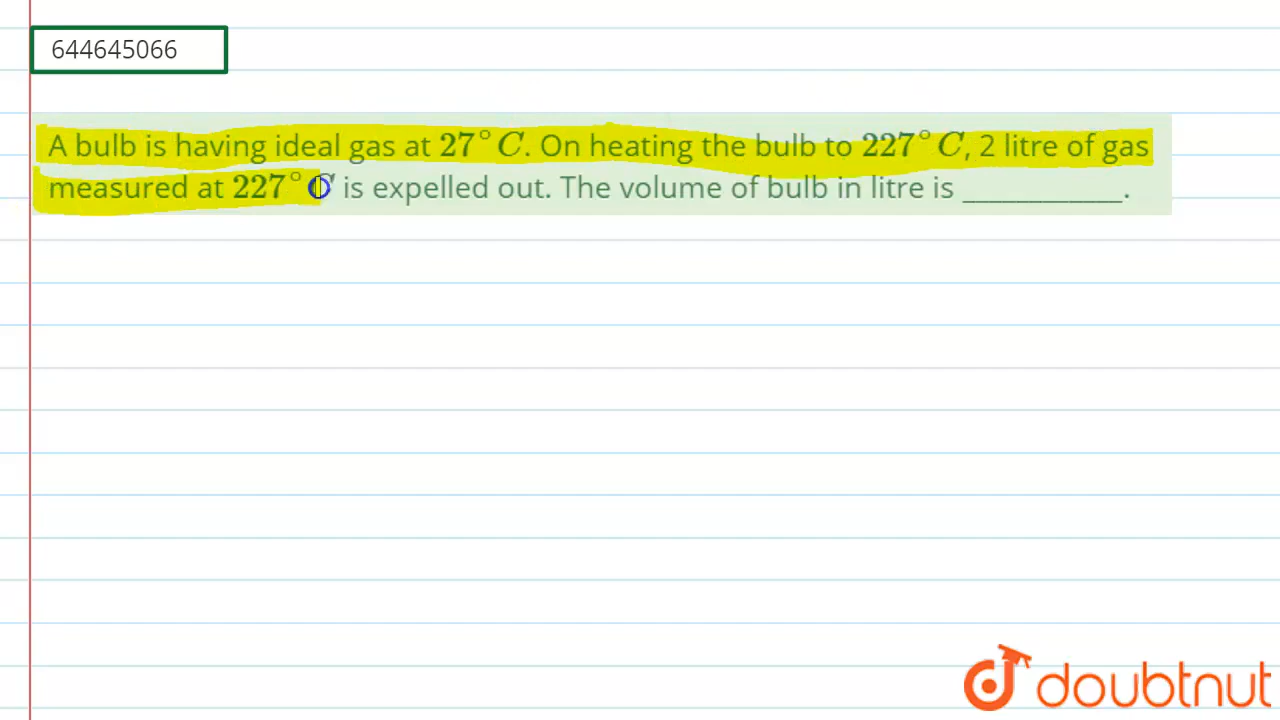 644645066
A bulb is having ideal gas at 27° C. On heating the bulb to 227° C, 2 litre of gas
measured at 227° C is expelled out. The volume of bulb in litre is ____________.
doubtnut